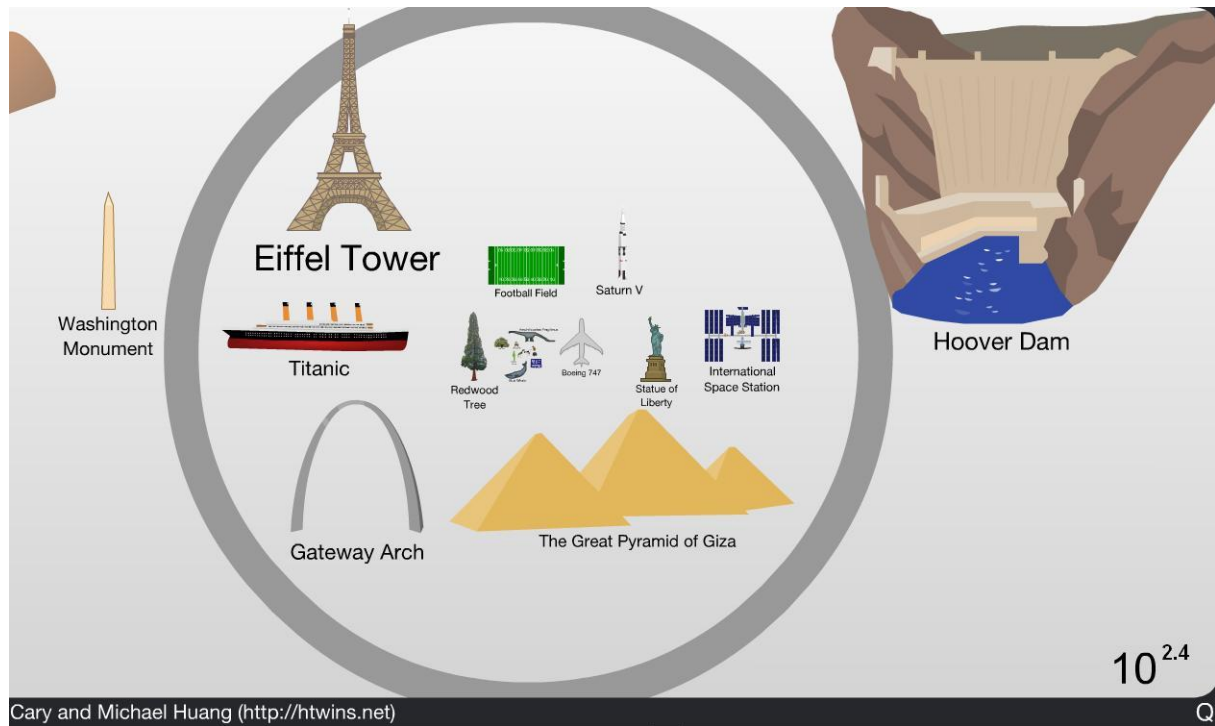 Eiffel Tower
Football Field
Saturn V
Washington
Monument
Titanic
Redwood
Tree
Boeing 747
Statue of
Liberty
International
Space Station
Hoover Dam
Gateway Arch
The Great Pyramid of Giza
10^2.4
Cary and Michael Huang (http://htwins.net)
Q